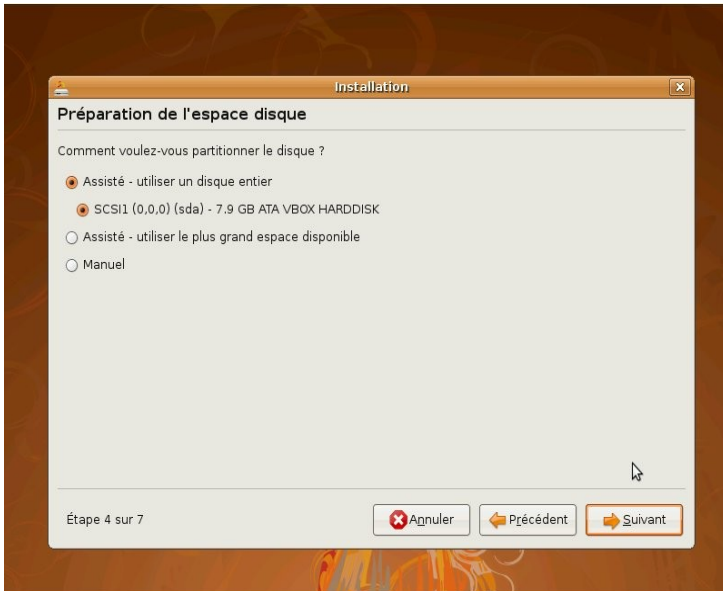 Installation
Préparation de l'espace disque
Comment voulez-vous partitionner le disque ?
Assisté - utiliser un disque entier
SCSI1 (0,0,0) (sda) - 7.9 GB ATA VBOX HARDDISK
Assisté - utiliser le plus grand espace disponible
Manuel
Étape 4 sur 7
Annuler
Précédent
Suivant